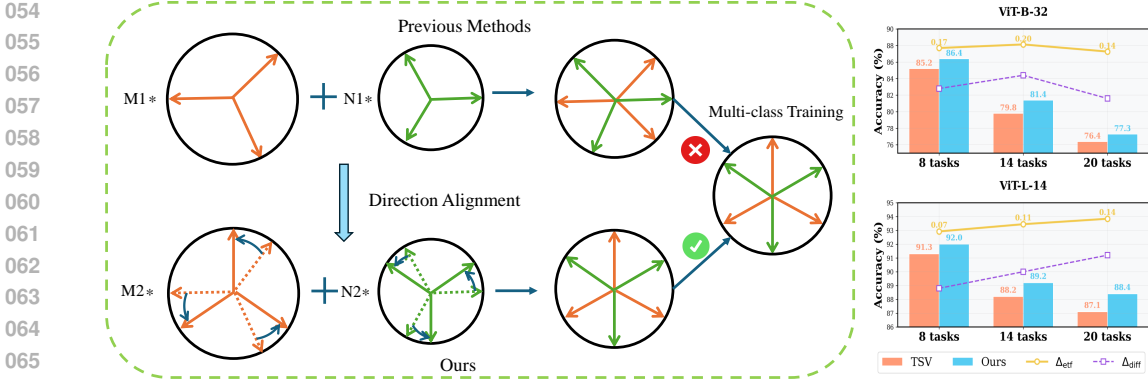 054
055
056
057
058
059
060
061
062
063
064
065
Previous Methods
M1*
N1*
Multi-class Training
Direction Alignment
M2*
N2*
Ours
ViT-B-32
Accuracy (%)
90
88
86
84
82
80
78
76
0.17
0.20
0.14
85.2
86.4
79.8
81.4
76.4
77.3
8 tasks
14 tasks
20 tasks
ViT-L-14
Accuracy (%)
95
94
93
92
91
90
89
88
87
86
0.07
0.11
0.14
91.3
92.0
88.2
89.2
87.1
88.4
8 tasks
14 tasks
20 tasks
TSV
Ours
Δetf
Δdiff